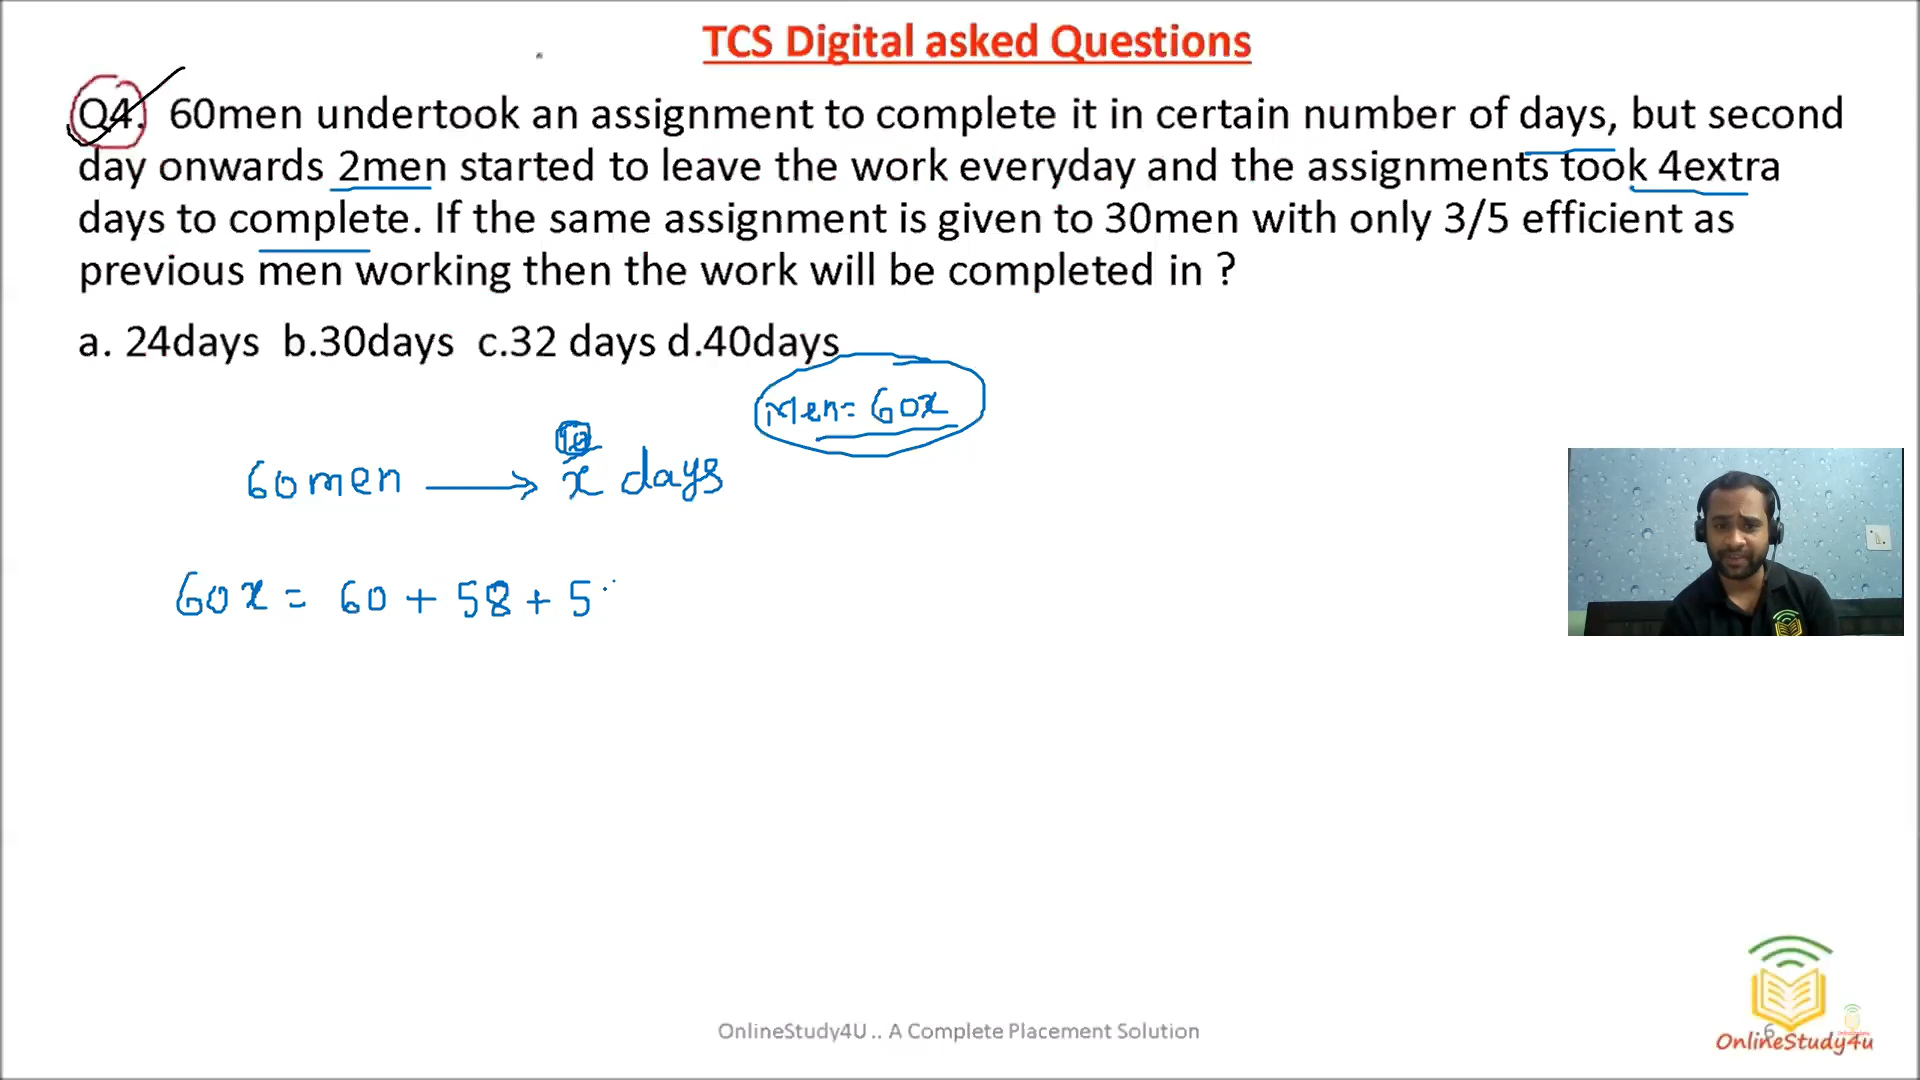 TCS Digital asked Questions
Q4. 60men undertook an assignment to complete it in certain number of days, but second
day onwards 2men started to leave the work everyday and the assignments took 4extra
days to complete. If the same assignment is given to 30men with only 3/5 efficient as
previous men working then the work will be completed in ?
a. 24days b.30days c.32 days d.40days
Men= 60x
10
60men → x days
60x = 60 + 58 + 5
OnlineStudy4U .. A Complete Placement Solution
6
OnlineStudy4u